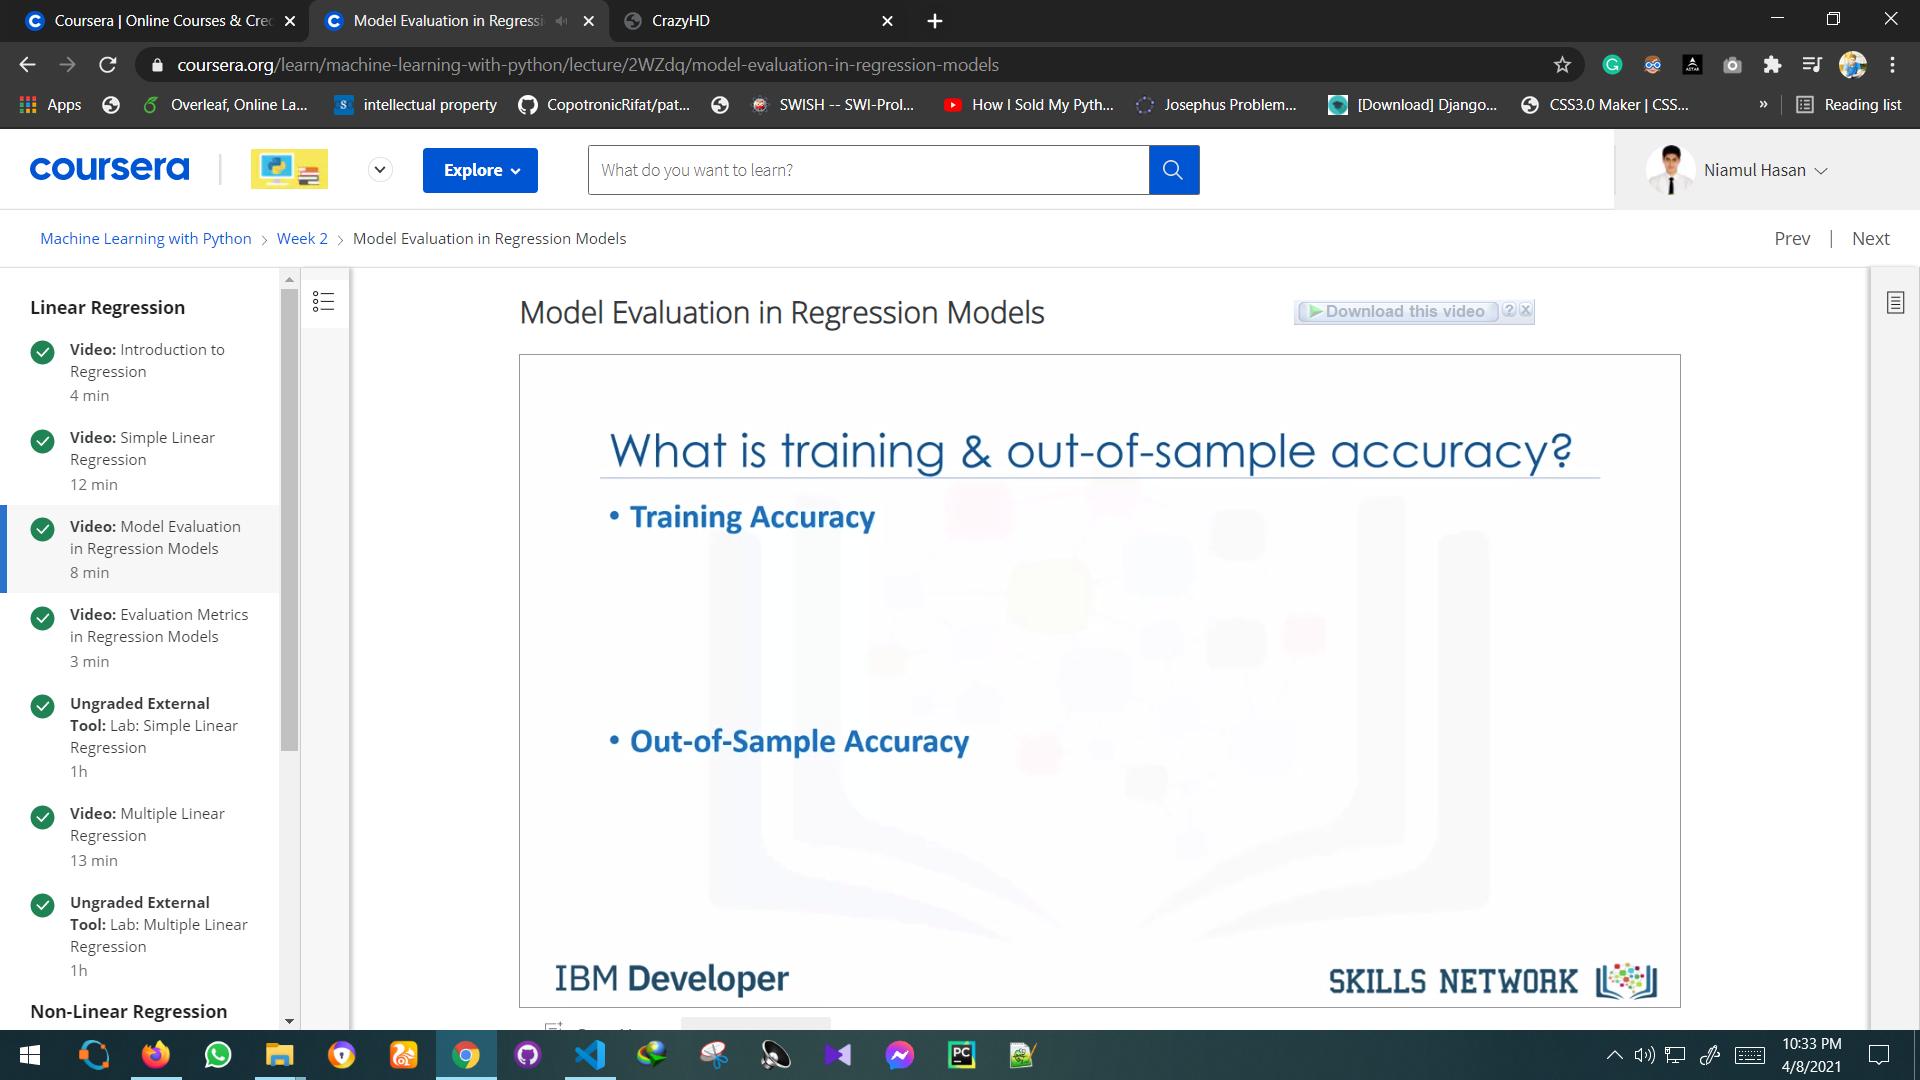 Coursera | Online Courses & Cre
Model Evaluation in Regressi
CrazyHD
coursera.org/learn/machine-learning-with-python/lecture/2WZdq/model-evaluation-in-regression-models
Apps
Overleaf, Online La...
intellectual property
CopotronicRifat/pat...
SWISH -- SWI-Prol...
How I Sold My Pyth...
Josephus Problem...
[Download] Django...
CSS3.0 Maker | CSS...
»
Reading list
coursera
Explore
What do you want to learn?
Niamul Hasan
Machine Learning with Python > Week 2 > Model Evaluation in Regression Models
Prev | Next
Linear Regression
Video: Introduction to
Regression
4 min
Video: Simple Linear
Regression
12 min
Video: Model Evaluation
in Regression Models
8 min
Video: Evaluation Metrics
in Regression Models
3 min
Ungraded External
Tool: Lab: Simple Linear
Regression
1h
Video: Multiple Linear
Regression
13 min
Ungraded External
Tool: Lab: Multiple Linear
Regression
1h
Non-Linear Regression
Model Evaluation in Regression Models
Download this video ? X
What is training & out-of-sample accuracy?
• Training Accuracy
• Out-of-Sample Accuracy
IBM Developer
SKILLS NETWORK
PC
10:33 PM
4/8/2021